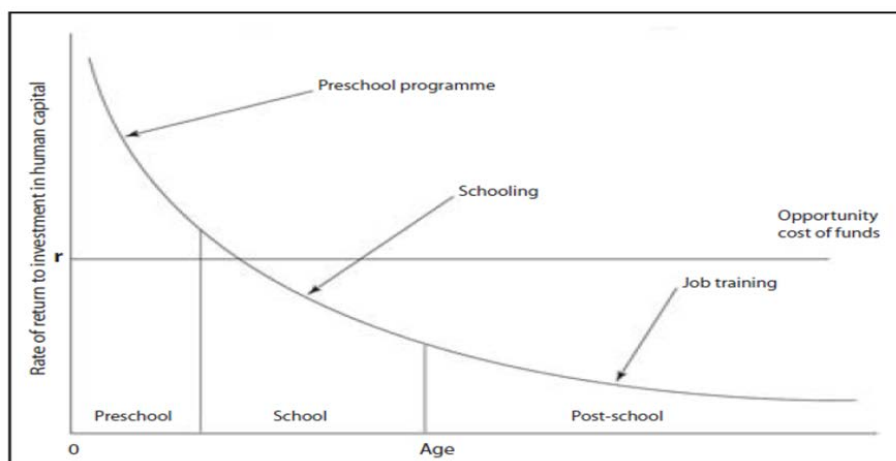 Rate of return to investment in human capital
Preschool programme
Schooling
Opportunity
cost of funds
r
Job training
Preschool
School
Post-school
0
Age